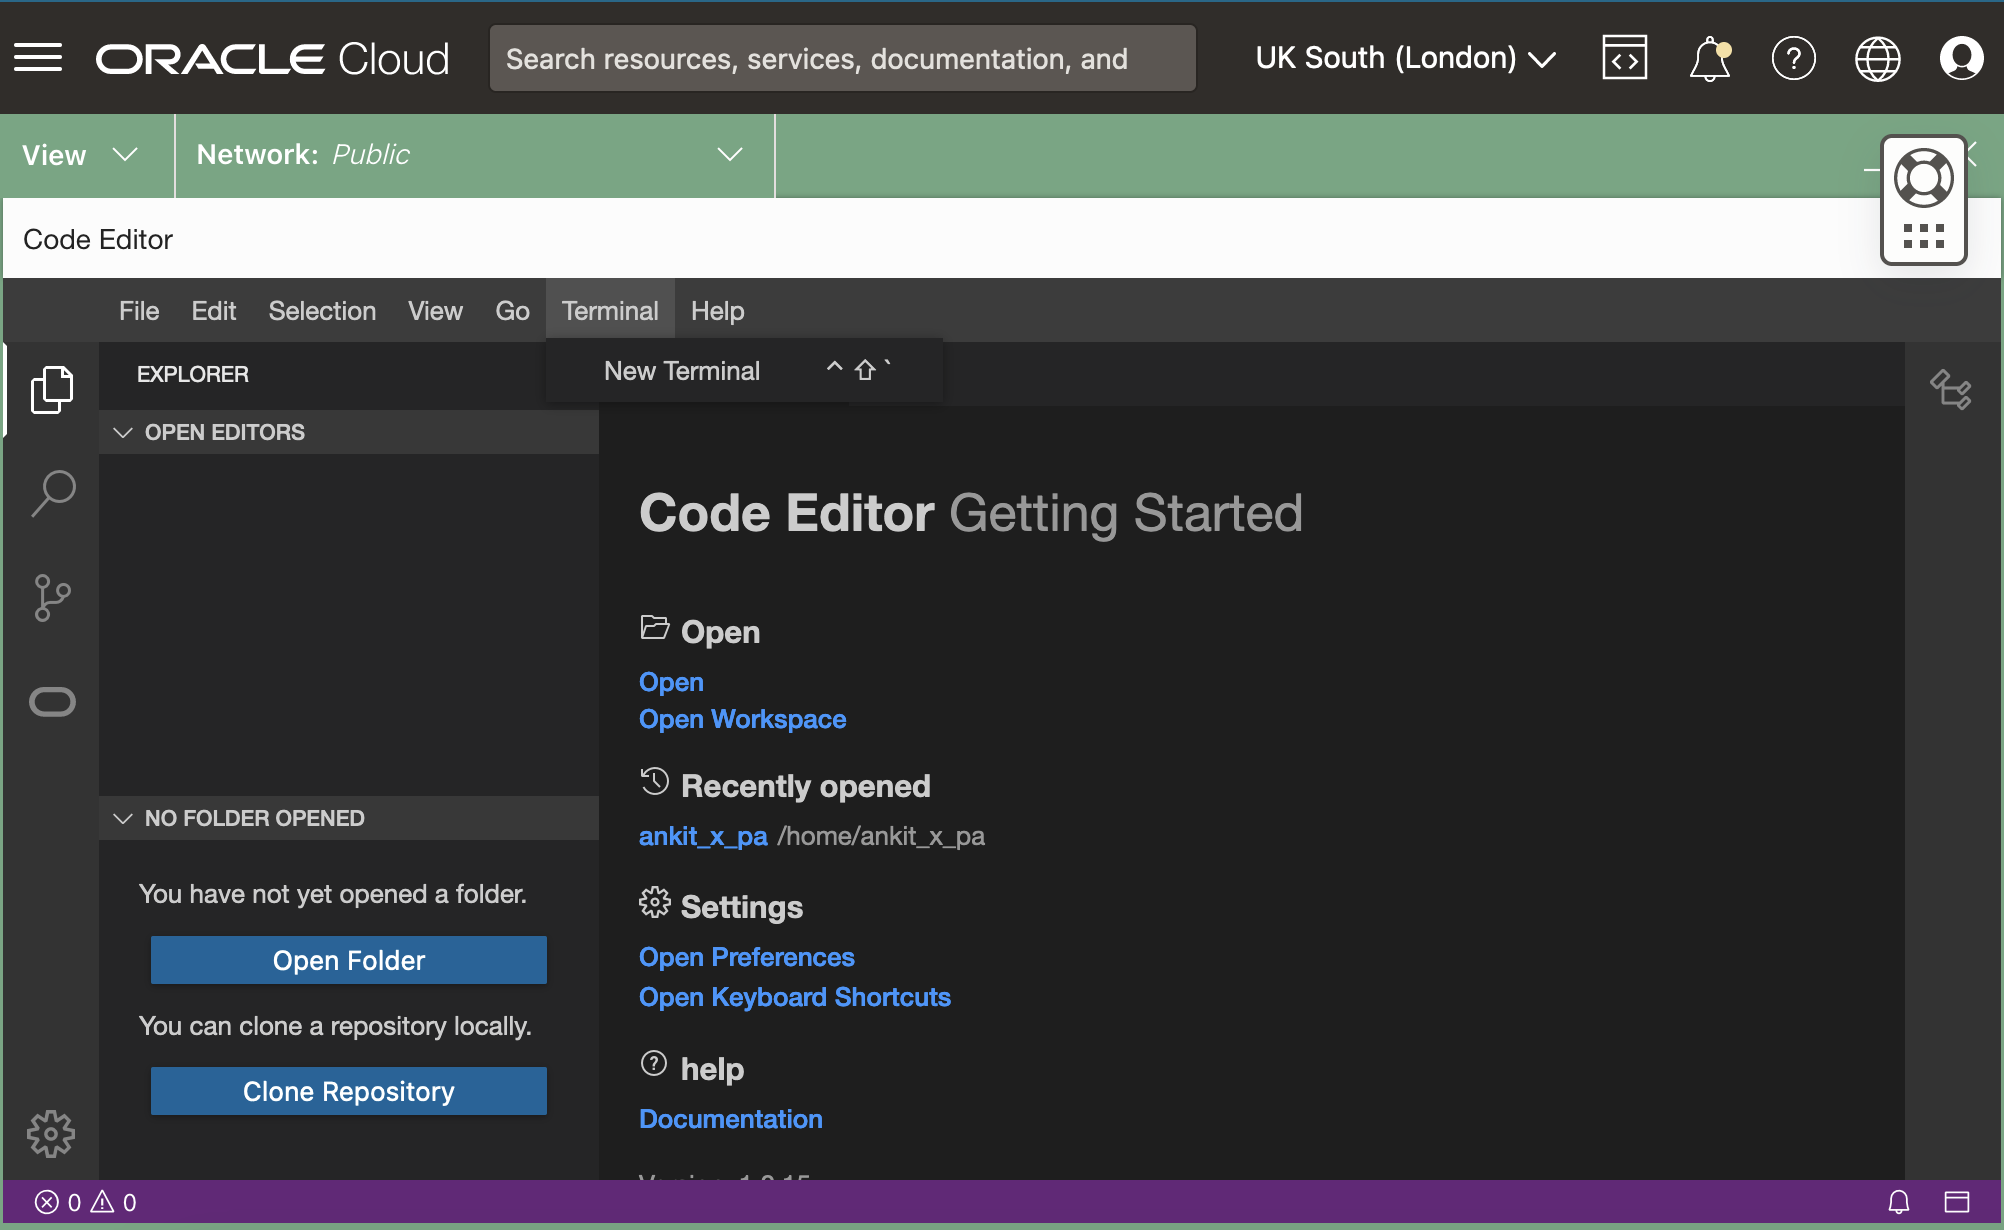 ORACLE Cloud
Search resources, services, documentation, and
UK South (London)
View
Network: Public
Code Editor
File Edit Selection View Go Terminal Help
New Terminal ^⇧`
EXPLORER
OPEN EDITORS
NO FOLDER OPENED
You have not yet opened a folder.
Open Folder
You can clone a repository locally.
Clone Repository
Code Editor Getting Started
Open
Open
Open Workspace
Recently opened
ankit_x_pa /home/ankit_x_pa
Settings
Open Preferences
Open Keyboard Shortcuts
help
Documentation
0 0